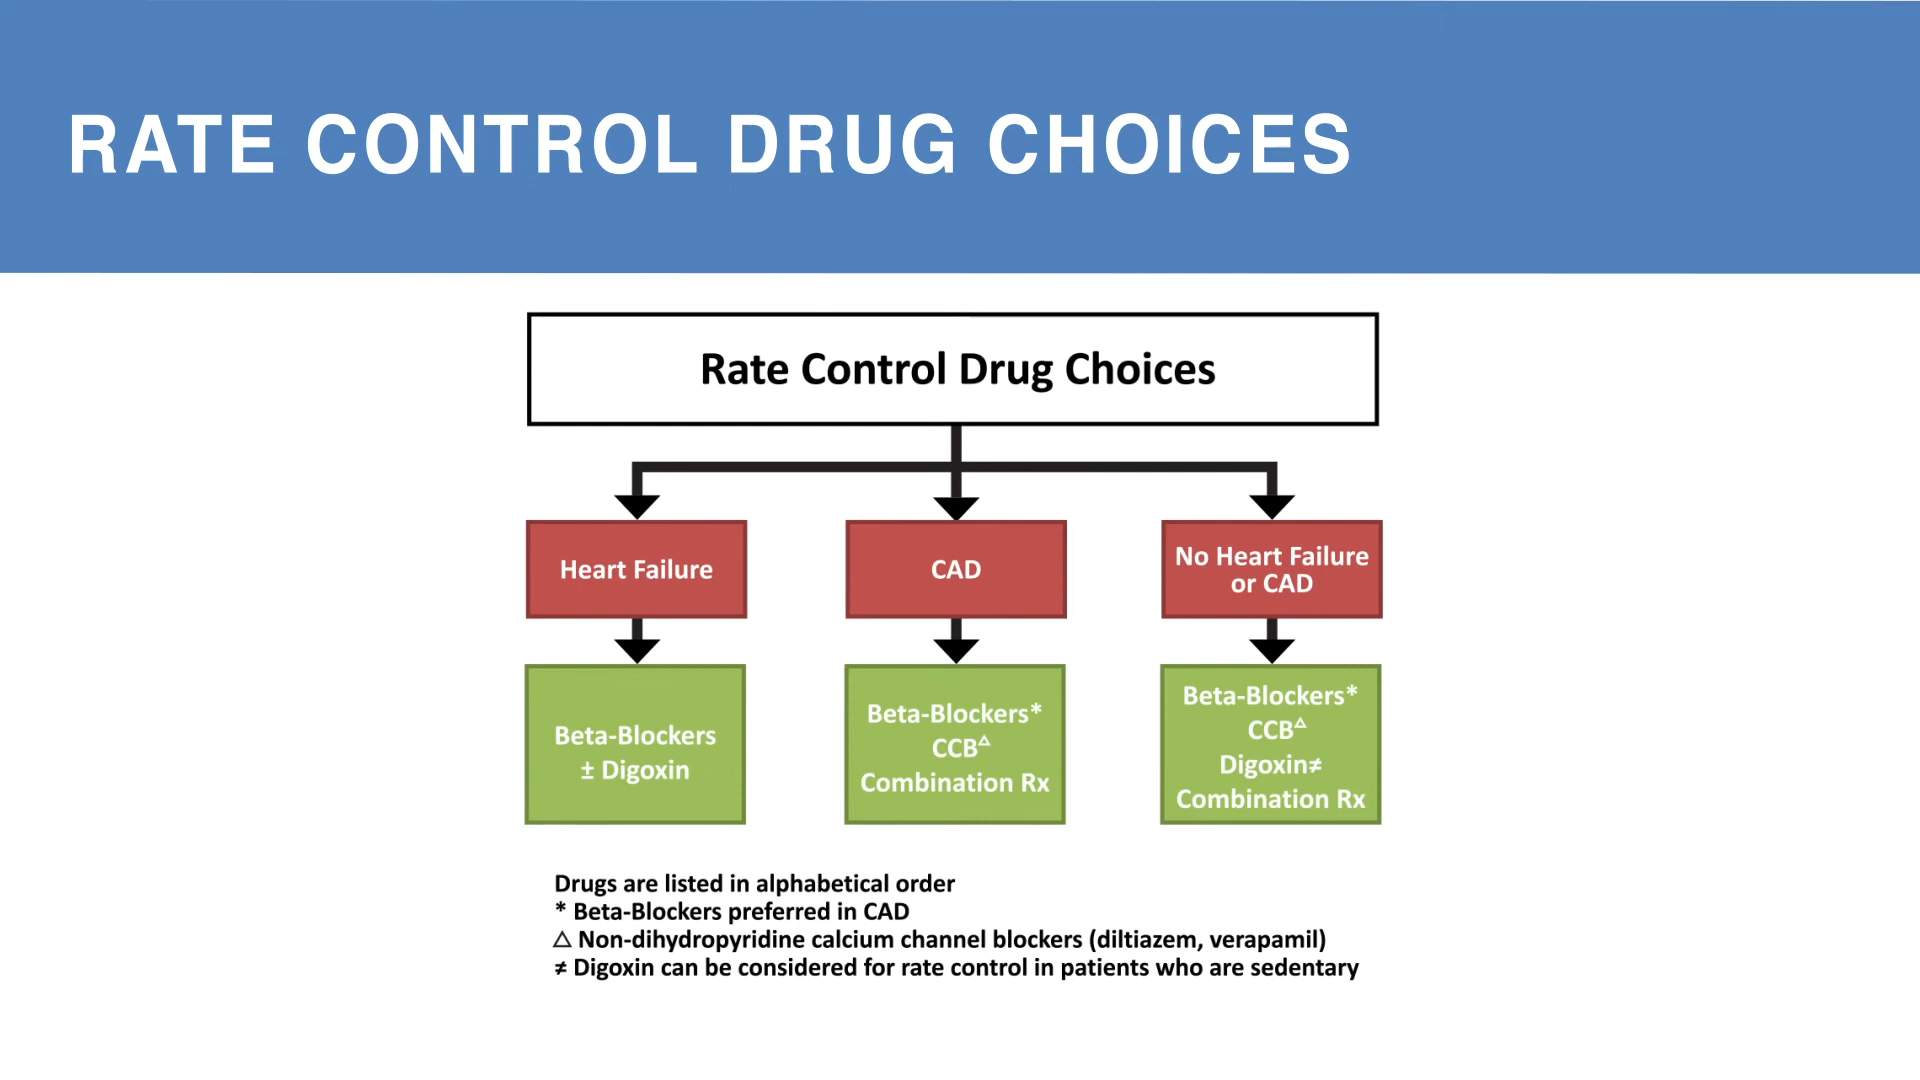 RATE CONTROL DRUG CHOICES
Rate Control Drug Choices
Heart Failure
CAD
No Heart Failure
or CAD
Beta-Blockers
± Digoxin
Beta-Blockers*
CCB△
Combination Rx
Beta-Blockers*
CCB△
Digoxin≠
Combination Rx
Drugs are listed in alphabetical order
* Beta-Blockers preferred in CAD
△ Non-dihydropyridine calcium channel blockers (diltiazem, verapamil)
≠ Digoxin can be considered for rate control in patients who are sedentary